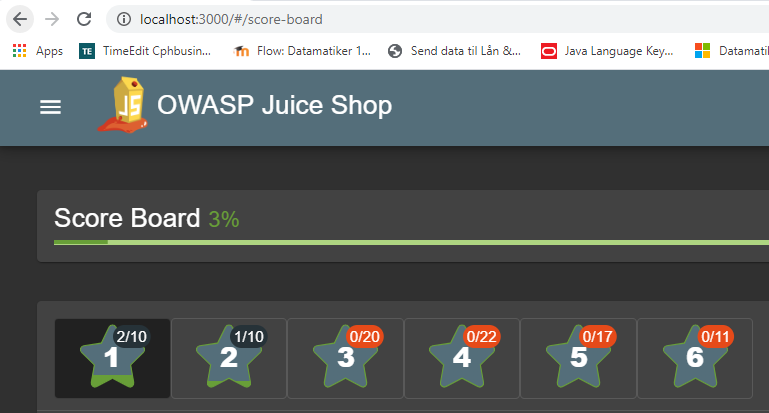 localhost:3000/#/score-board
Apps TE TimeEdit Cphbusin... Flow: Datamatiker 1... Send data til Lån &... Java Language Key... Datamati
JS OWASP Juice Shop
Score Board 3%
2/10 1/10 0/20 0/22 0/17 0/11
1 2 3 4 5 6